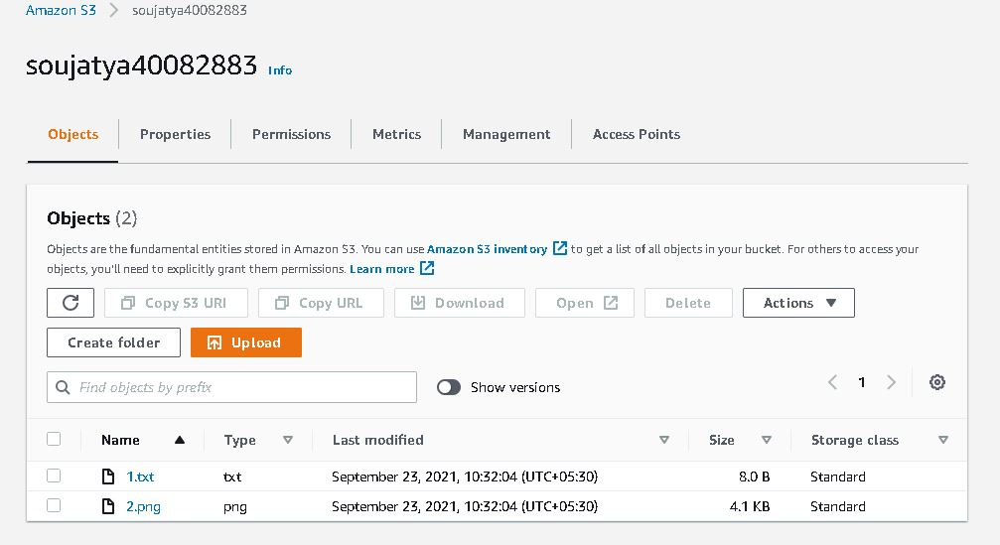 Amazon S3 > soujatya40082883
soujatya40082883 Info
Objects Properties Permissions Metrics Management Access Points
Objects (2)
Objects are the fundamental entities stored in Amazon S3. You can use Amazon S3 inventory to get a list of all objects in your bucket. For others to access your
objects, you'll need to explicitly grant them permissions. Learn more
Copy S3 URI Copy URL Download Open Delete Actions
Create folder Upload
Find objects by prefix Show versions 1
Name Type Last modified Size Storage class
1.txt txt September 23, 2021, 10:32:04 (UTC+05:30) 8.0 B Standard
2.png png September 23, 2021, 10:32:04 (UTC+05:30) 4.1 KB Standard